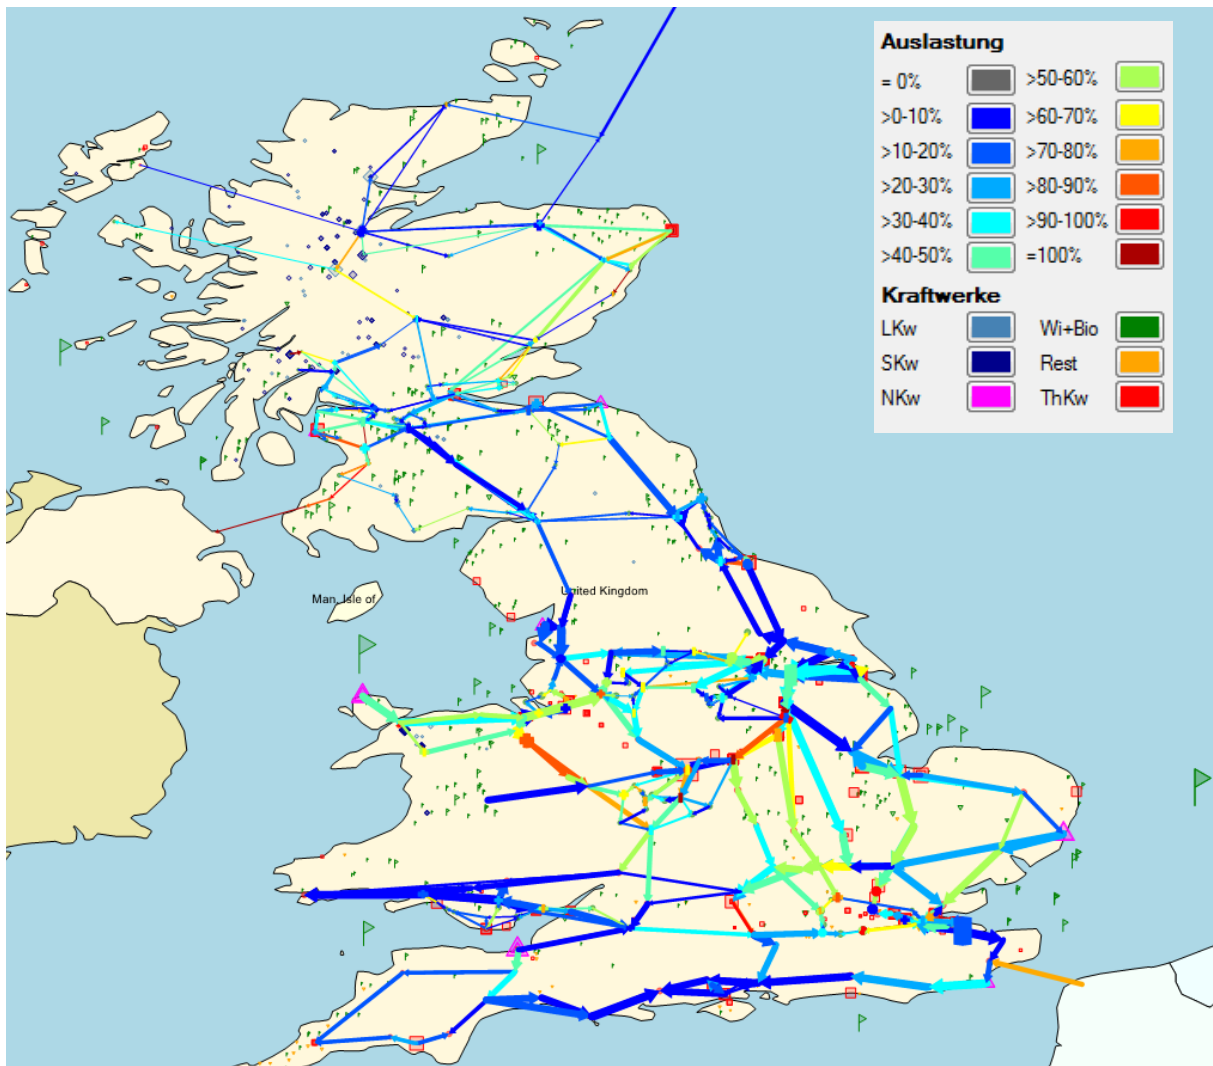 Auslastung
= 0% >50-60%
>0-10% >60-70%
>10-20% >70-80%
>20-30% >80-90%
>30-40% >90-100%
>40-50% =100%
Kraftwerke
LKw Wi+Bio
SKw Rest
NKw ThKw
United Kingdom
Man, Isle of